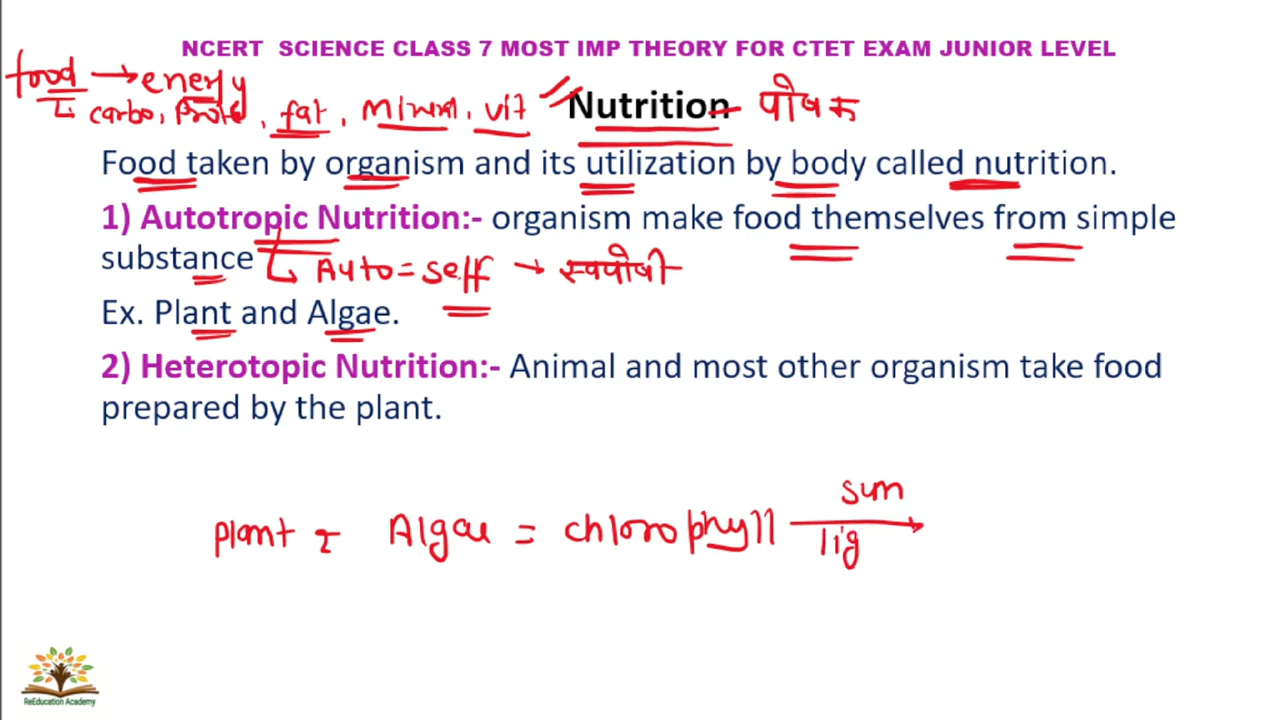 NCERT SCIENCE CLASS 7 MOST IMP THEORY FOR CTET EXAM JUNIOR LEVEL
food → energy
carbo, Prote, fat, Mineral, vit
Nutrition - पोषक
Food taken by organism and its utilization by body called nutrition.
1) Autotropic Nutrition:- organism make food themselves from simple
substance
Auto = self → स्वपोषी
Ex. Plant and Algae.
2) Heterotopic Nutrition:- Animal and most other organism take food
prepared by the plant.
sun
Plant Algae = chlorophyll →
lig
ReEducation Academy